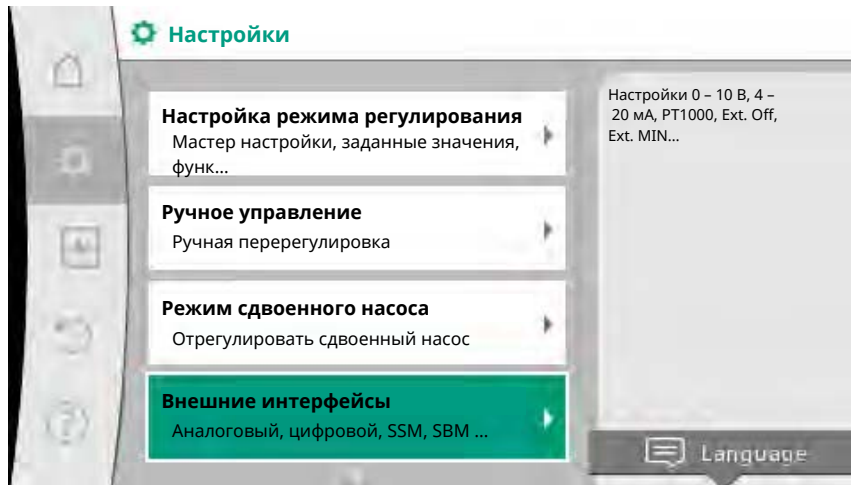 Настройки
Настройка режима регулирования
Мастер настройки, заданные значения,
функ...
Ручное управление
Ручная перерегулировка
Режим сдвоенного насоса
Отрегулировать сдвоенный насос
Внешние интерфейсы
Аналоговый, цифровой, SSM, SBM ...
Настройки 0 – 10 В, 4 –
20 мА, PT1000, Ext. Off,
Ext. MIN...
Language